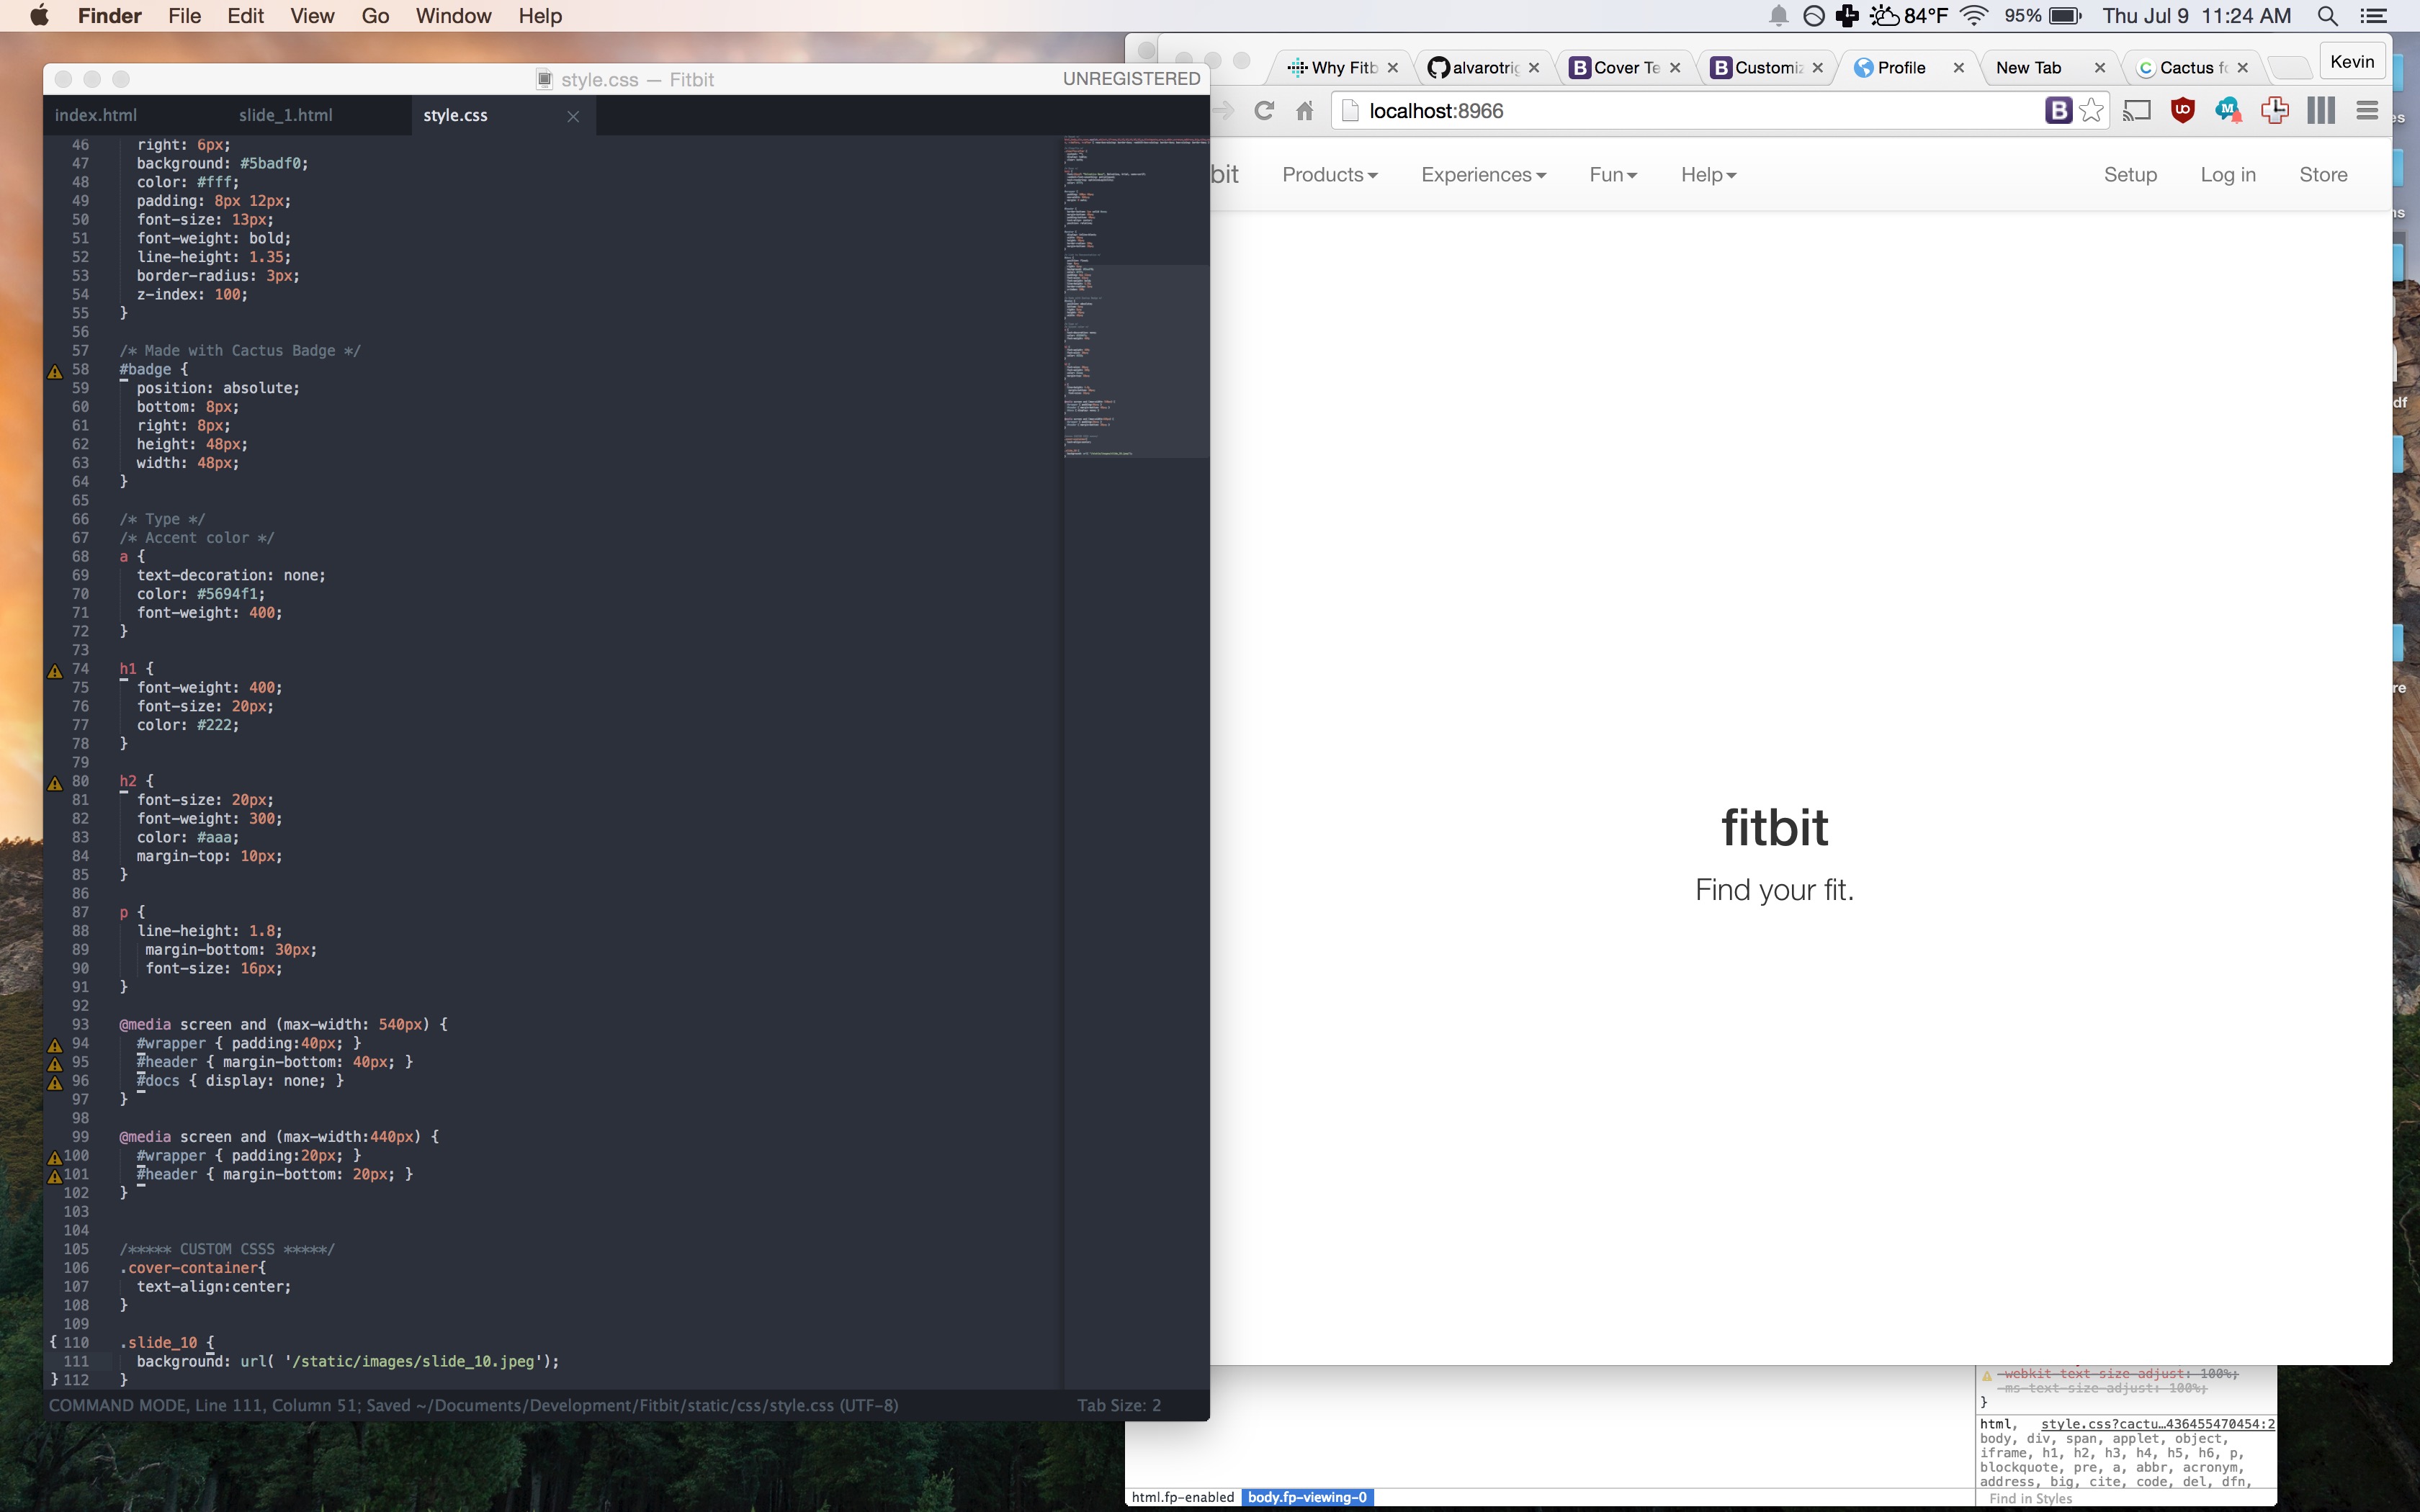 Finder File Edit View Go Window Help
84°F 95% Thu Jul 9 11:24 AM
style.css — Fitbit UNREGISTERED
index.html slide_1.html style.css
46 right: 6px;
47 background: #5badf0;
48 color: #fff;
49 padding: 8px 12px;
50 font-size: 13px;
51 font-weight: bold;
52 line-height: 1.35;
53 border-radius: 3px;
54 z-index: 100;
55 }
56
57 /* Made with Cactus Badge */
58 #badge {
59 position: absolute;
60 bottom: 8px;
61 right: 8px;
62 height: 48px;
63 width: 48px;
64 }
65
66 /* Type */
67 /* Accent color */
68 a {
69 text-decoration: none;
70 color: #5694f1;
71 font-weight: 400;
72 }
73
74 h1 {
75 font-weight: 400;
76 font-size: 20px;
77 color: #222;
78 }
79
80 h2 {
81 font-size: 20px;
82 font-weight: 300;
83 color: #aaa;
84 margin-top: 10px;
85 }
86
87 p {
88 line-height: 1.8;
89 margin-bottom: 30px;
90 font-size: 16px;
91 }
92
93 @media screen and (max-width: 540px) {
94 #wrapper { padding:40px; }
95 #header { margin-bottom: 40px; }
96 #docs { display: none; }
97 }
98
99 @media screen and (max-width:440px) {
100 #wrapper { padding:20px; }
101 #header { margin-bottom: 20px; }
102 }
103
104
105 /***** CUSTOM CSSS *****/
106 .cover-container{
107 text-align:center;
108 }
109
{ 110 .slide_10 {
111 background: url( '/static/images/slide_10.jpeg');
} 112 }
COMMAND MODE, Line 111, Column 51; Saved ~/Documents/Development/Fitbit/static/css/style.css (UTF-8) Tab Size: 2
Why Fitb alvarotrig Cover Te Customiz Profile New Tab Cactus fo Kevin
localhost:8966
bit Products Experiences Fun Help Setup Log in Store
fitbit
Find your fit.
-webkit-text-size-adjust: 100%;
-ms-text-size-adjust: 100%;
}
html, style.css?cactu…436455470454:2
body, div, span, applet, object,
iframe, h1, h2, h3, h4, h5, h6, p,
blockquote, pre, a, abbr, acronym,
address, big, cite, code, del, dfn,
html.fp-enabled body.fp-viewing-0 Find in Styles
es
ns
df
re